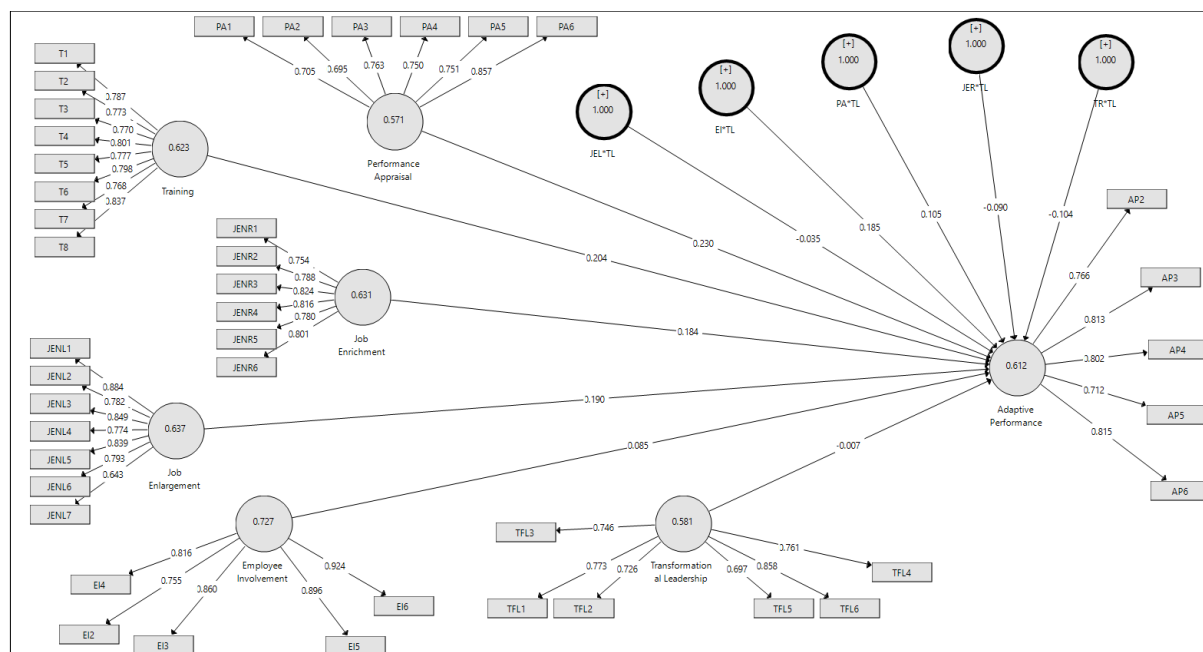 PA1
PA2
PA3
PA4
PA5
PA6
0.705
0.695
0.763
0.750
0.751
0.857
0.571
Performance
Appraisal
T1
T2
T3
T4
T5
T6
T7
T8
0.787
0.773
0.770
0.801
0.777
0.798
0.768
0.837
0.623
Training
[+]
1.000
JEL*TL
[+]
1.000
EI*TL
[+]
1.000
PA*TL
[+]
1.000
JER*TL
[+]
1.000
TR*TL
-0.035
0.185
0.105
-0.090
-0.104
0.230
0.204
JENR1
JENR2
JENR3
JENR4
JENR5
JENR6
0.754
0.788
0.824
0.816
0.780
0.801
0.631
Job
Enrichment
0.184
JENL1
JENL2
JENL3
JENL4
JENL5
JENL6
JENL7
0.884
0.782
0.849
0.774
0.839
0.793
0.643
0.637
Job
Enlargement
0.190
0.085
-0.007
AP2
AP3
AP4
AP5
AP6
0.766
0.813
0.802
0.712
0.815
0.612
Adaptive
Performance
0.727
Employee
Involvement
0.816
0.755
0.860
0.896
0.924
EI4
EI2
EI3
EI5
EI6
0.581
Transformation
al Leadership
0.746
0.773
0.726
0.697
0.858
0.761
TFL3
TFL1
TFL2
TFL5
TFL6
TFL4